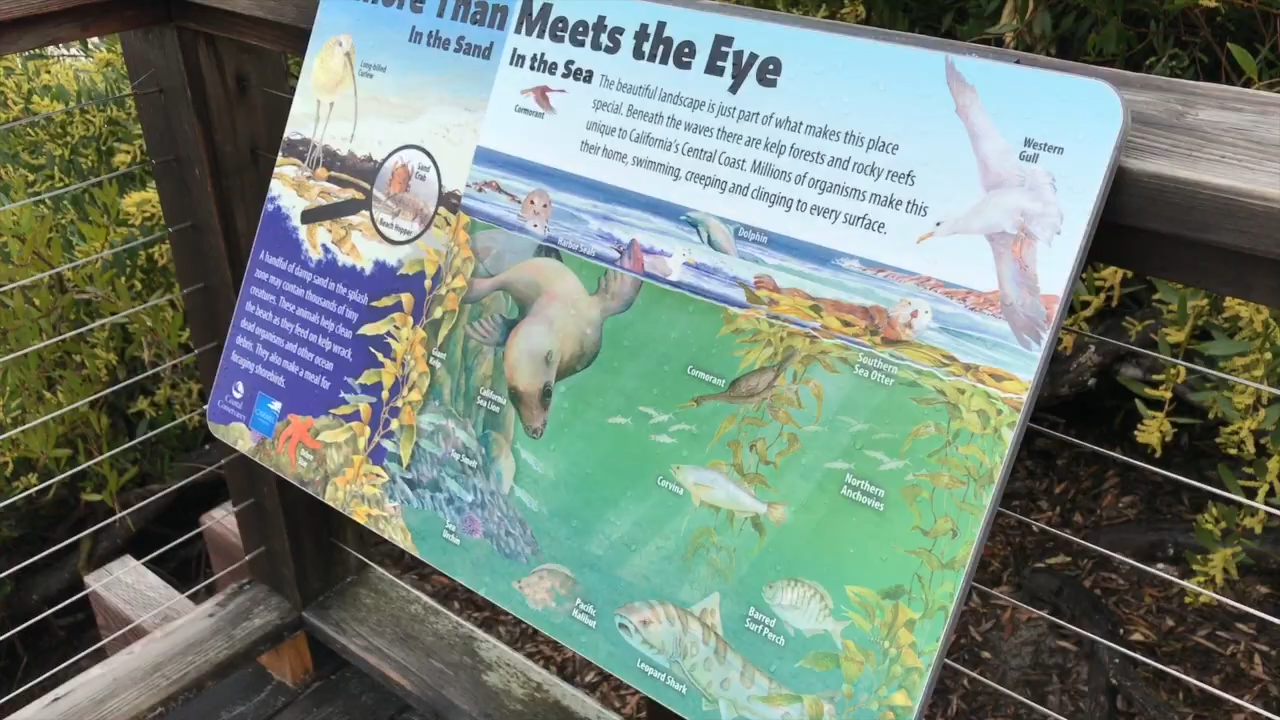 More Than Meets the Eye
In the Sand
Long-billed
Curlew
Sand
Crab
Beach Hopper
A handful of damp sand in the splash
zone may contain thousands of tiny
creatures. These animals help clean
the beach as they feed on kelp wrack,
dead organisms and other ocean
debris. They also make a meal for
foraging shorebirds.
Coastal
Conservancy
In the Sea
Cormorant
The beautiful landscape is just part of what makes this place
special. Beneath the waves there are kelp forests and rocky reefs
unique to California's Central Coast. Millions of organisms make this
their home, swimming, creeping and clinging to every surface.
Western
Gull
Harbor Seals
Dolphin
Southern
Sea Otter
Cormorant
Giant
Kelp
California
Sea Lion
Top Smelt
Corvina
Northern
Anchovies
Sea
Urchin
Pacific
Halibut
Barred
Surf Perch
Leopard Shark